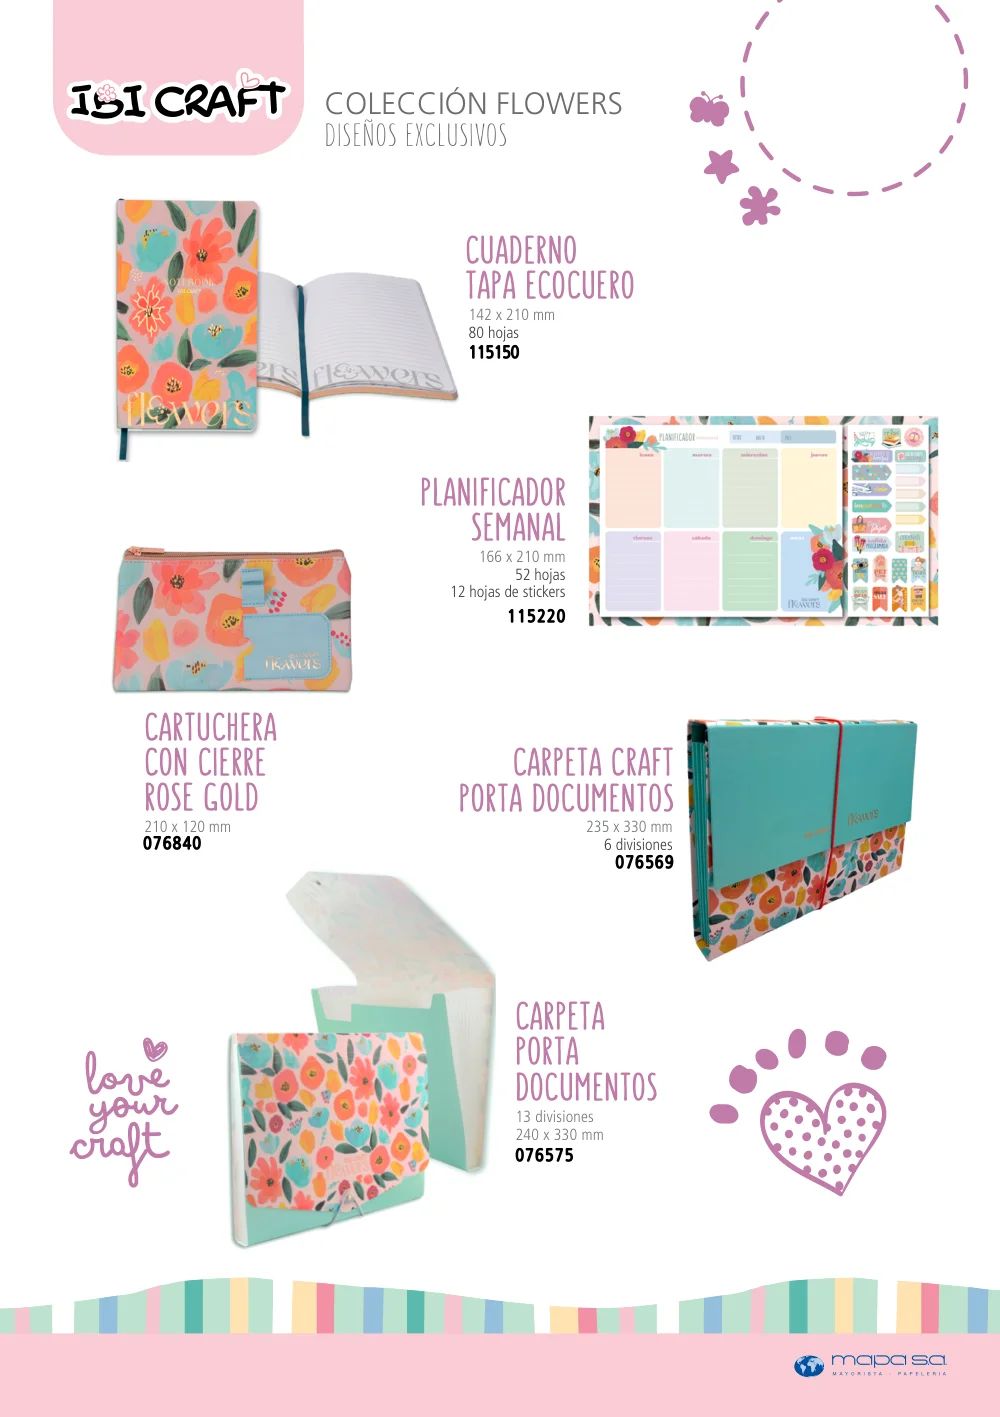 IBI CRAFT
COLECCIÓN FLOWERS
DISEÑOS EXCLUSIVOS
NOTEBOOK
flowers
flowers
CUADERNO
TAPA ECOCUERO
142 x 210 mm
80 hojas
115150
PLANIFICADOR
lunes
martes
miércoles
jueves
viernes
sábado
domingo
flowers
PLANIFICADOR
SEMANAL
166 x 210 mm
52 hojas
12 hojas de stickers
115220
flowers
CARTUCHERA
CON CIERRE
ROSE GOLD
210 x 120 mm
076840
CARPETA CRAFT
PORTA DOCUMENTOS
235 x 330 mm
6 divisiones
076569
flowers
CARPETA
PORTA
DOCUMENTOS
13 divisiones
240 x 330 mm
076575
flowers
love
your
craft
mapa s.a.
MAYORISTA - PAPELERIA